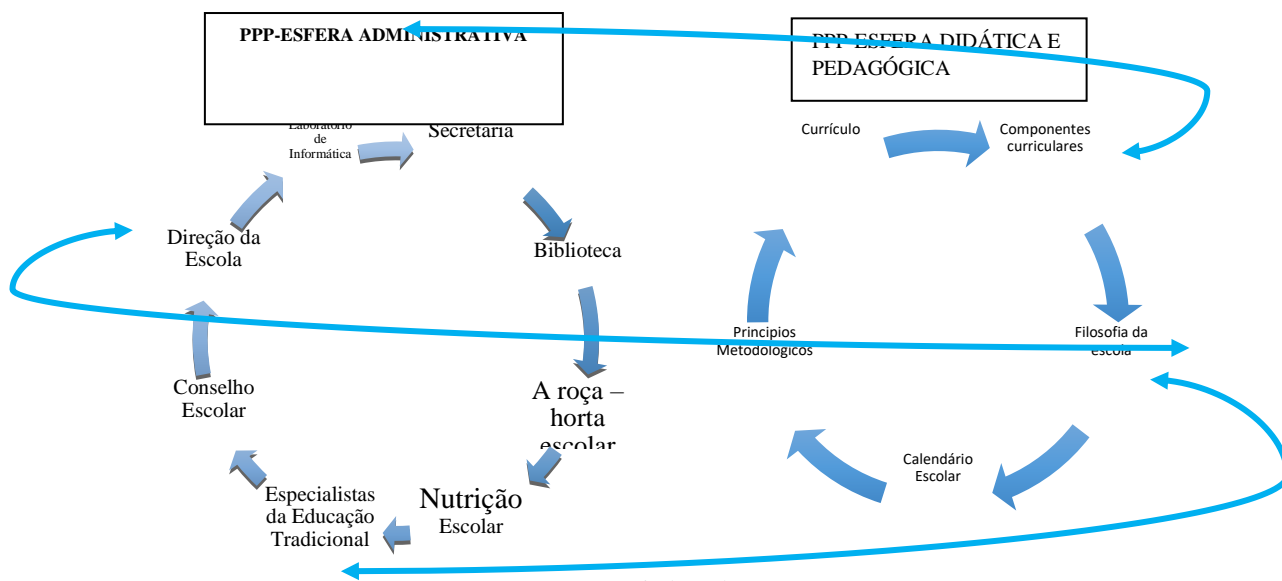 PPP-ESFERA ADMINISTRATIVA
PPP-ESFERA DIDÁTICA E
PEDAGÓGICA
Laboratório
de
Informática
Secretaria
Biblioteca
A roça –
horta
escolar
Nutrição
Escolar
Especialistas
da Educação
Tradicional
Conselho
Escolar
Direção da
Escola
Currículo
Componentes
curriculares
Filosofia da
escola
Calendário
Escolar
Principios
Metodológicos